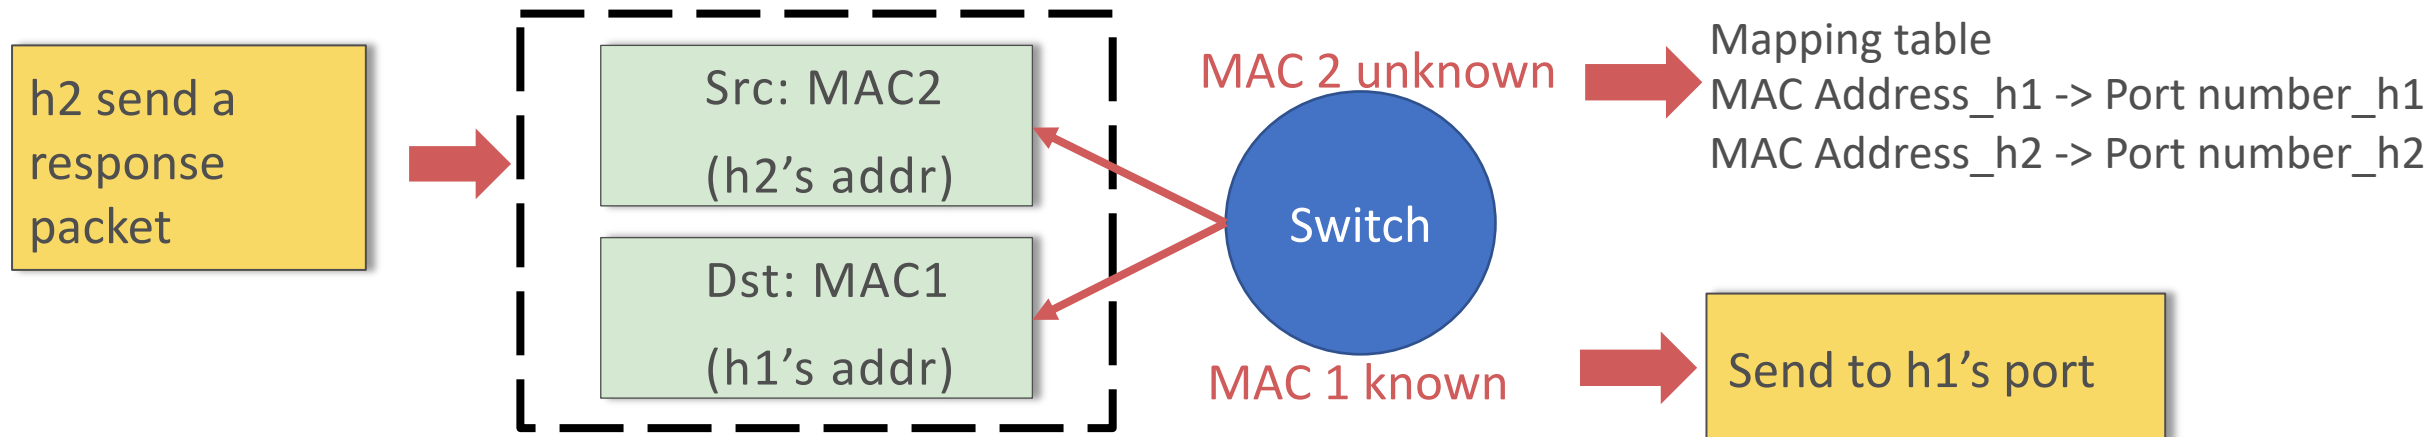 h2 send a
response
packet
Src: MAC2
(h2’s addr)
Dst: MAC1
(h1’s addr)
MAC 2 unknown
Switch
MAC 1 known
Mapping table
MAC Address_h1 -> Port number_h1
MAC Address_h2 -> Port number_h2
Send to h1’s port